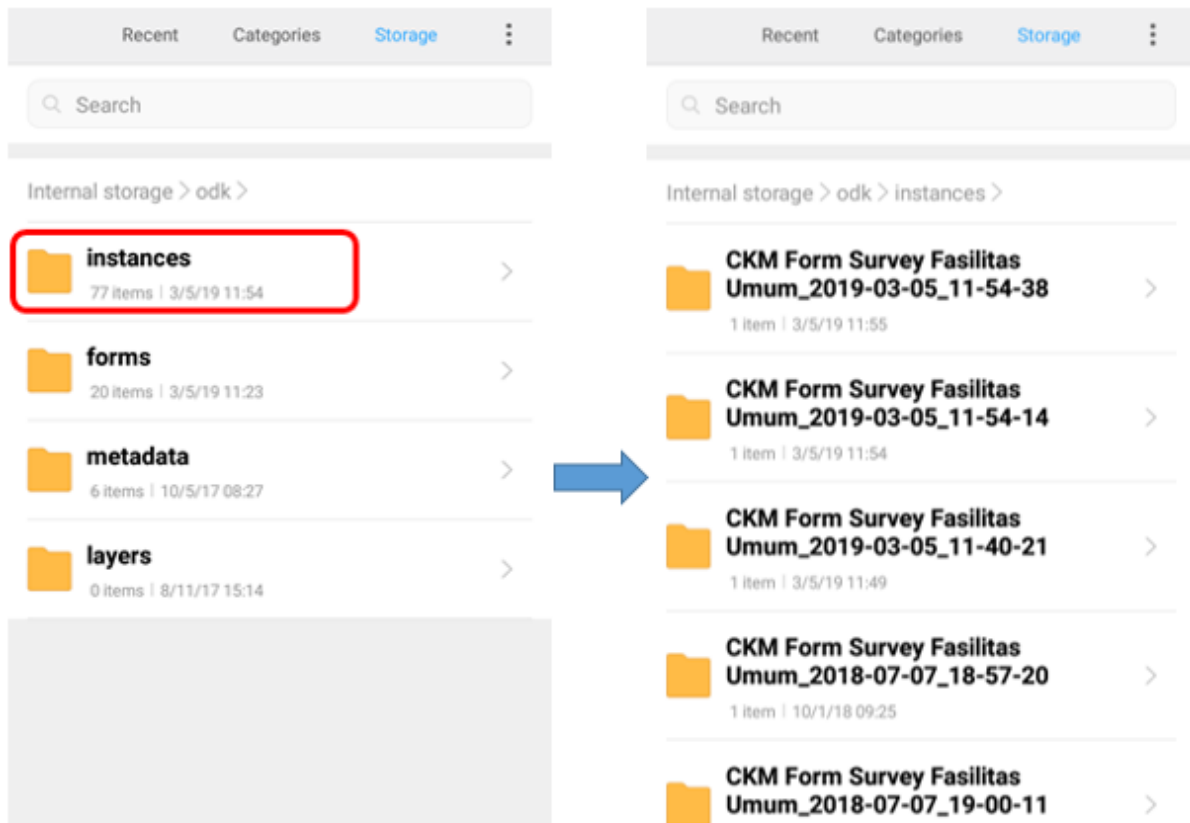 Recent Categories Storage
Search
Internal storage > odk >
instances
77 items | 3/5/19 11:54
forms
20 items | 3/5/19 11:23
metadata
6 items | 10/5/17 08:27
layers
0 items | 8/11/17 15:14
Recent Categories Storage
Search
Internal storage > odk > instances >
CKM Form Survey Fasilitas
Umum_2019-03-05_11-54-38
1 item | 3/5/19 11:55
CKM Form Survey Fasilitas
Umum_2019-03-05_11-54-14
1 item | 3/5/19 11:54
CKM Form Survey Fasilitas
Umum_2019-03-05_11-40-21
1 item | 3/5/19 11:49
CKM Form Survey Fasilitas
Umum_2018-07-07_18-57-20
1 item | 10/1/18 09:25
CKM Form Survey Fasilitas
Umum_2018-07-07_19-00-11